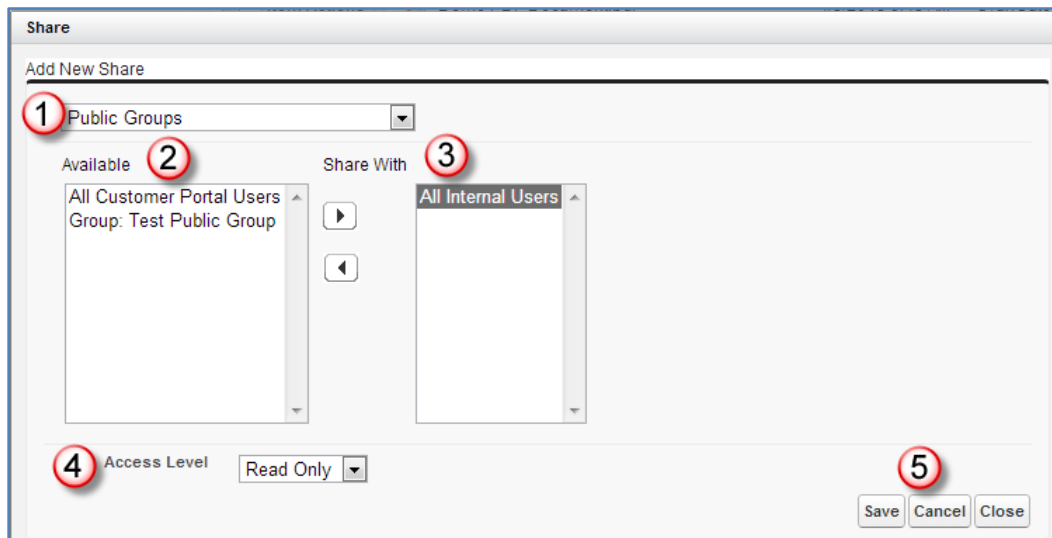 Share
Add New Share
1 Public Groups
Available 2 Share With 3
All Customer Portal Users
Group: Test Public Group
All Internal Users
4 Access Level Read Only
5
Save Cancel Close